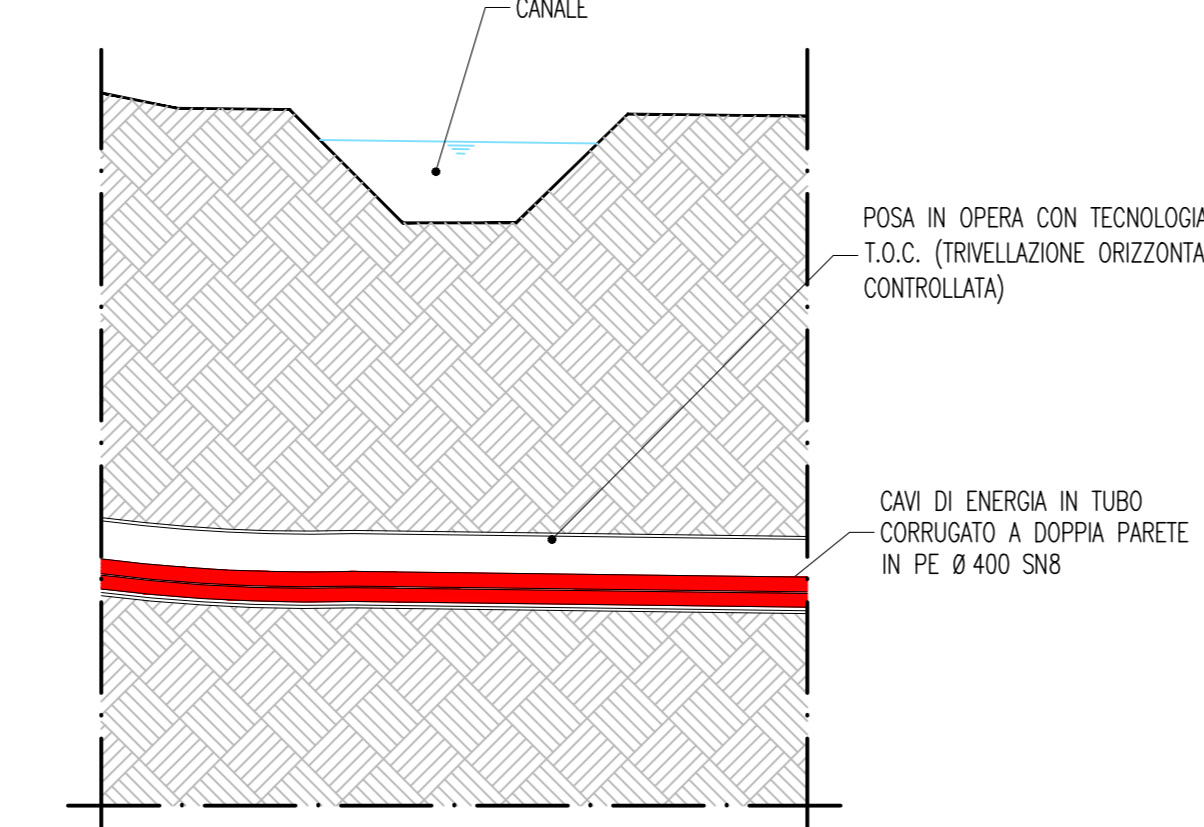 CANALE
POSA IN OPERA CON TECNOLOGIA
T.O.C. (TRIVELLAZIONE ORIZZONTA
CONTROLLATA)
CAVI DI ENERGIA IN TUBO
CORRUGATO A DOPPIA PARETE
IN PE Ø 400 SN8